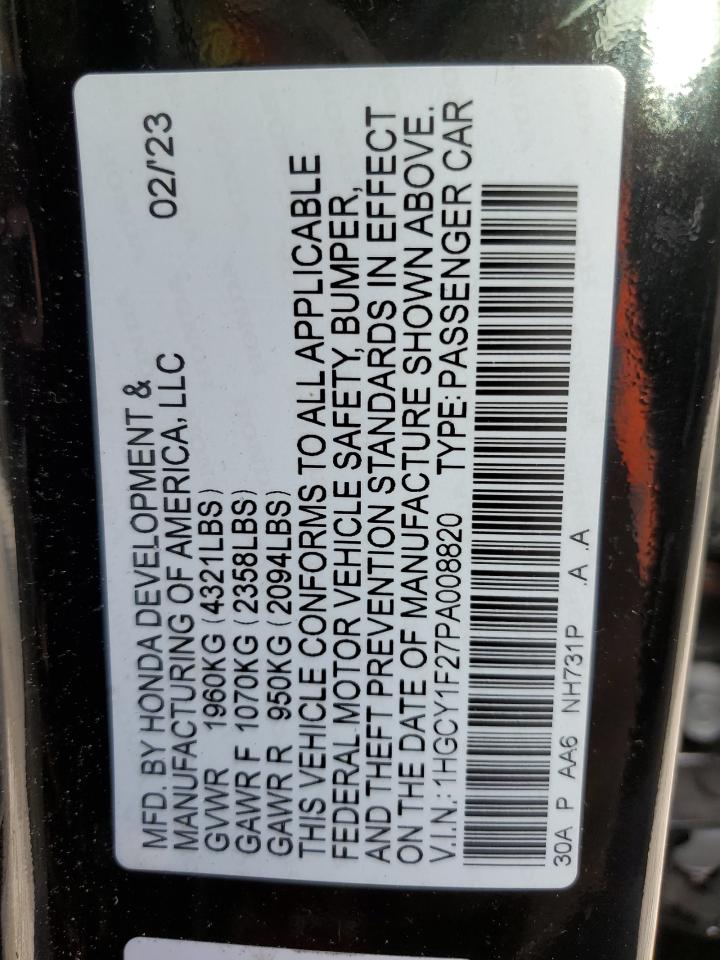 MFD. BY HONDA DEVELOPMENT & 02/'23
MANUFACTURING OF AMERICA, LLC
GVWR 1960KG (4321LBS)
GAWR F 1070KG (2358LBS)
GAWR R 950KG (2094LBS)
THIS VEHICLE CONFORMS TO ALL APPLICABLE
FEDERAL MOTOR VEHICLE SAFETY, BUMPER,
AND THEFT PREVENTION STANDARDS IN EFFECT
ON THE DATE OF MANUFACTURE SHOWN ABOVE.
V.I.N.: 1HGCY1F27PA008820 TYPE: PASSENGER CAR
30A P AA6 NH731P .A .A